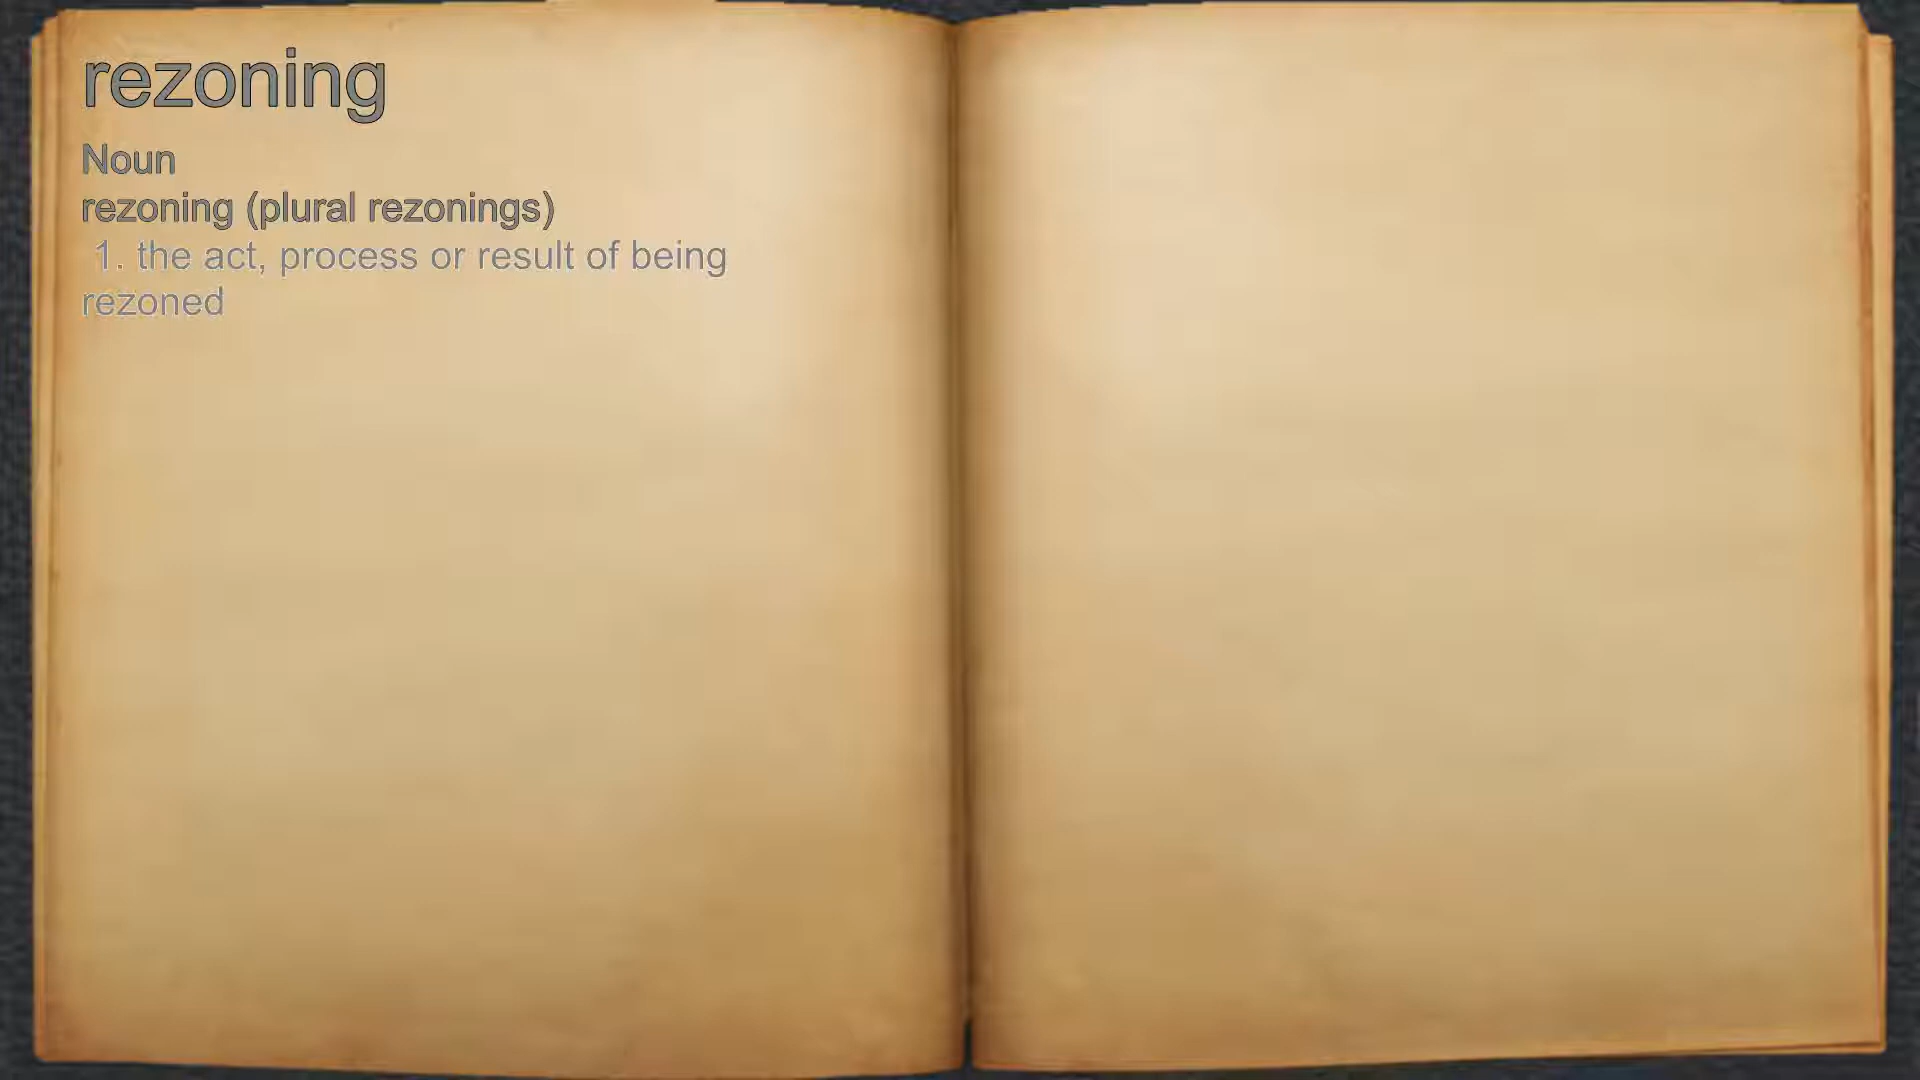 rezoning
Noun
rezoning (plural rezonings)
1. the act, process or result of being
rezoned